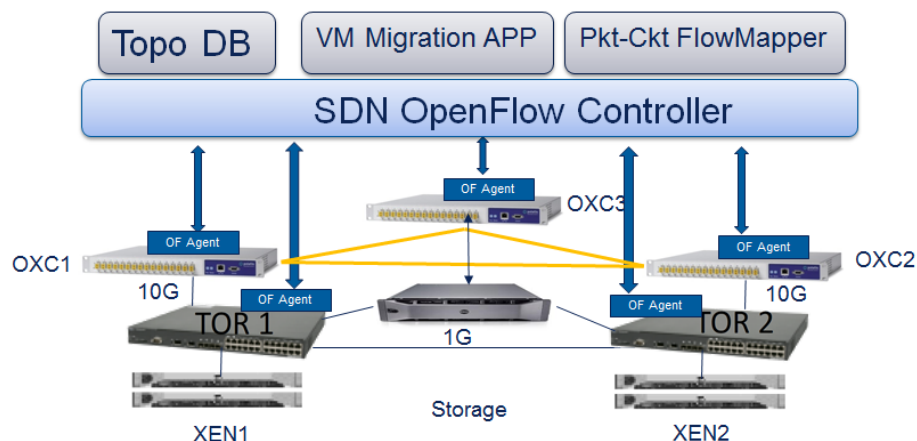 Topo DB
VM Migration APP
Pkt-Ckt FlowMapper
SDN OpenFlow Controller
OF Agent
OXC3
OF Agent
OF Agent
OXC1
OXC2
10G
10G
OF Agent
OF Agent
TOR 1
TOR 2
1G
Storage
XEN1
XEN2